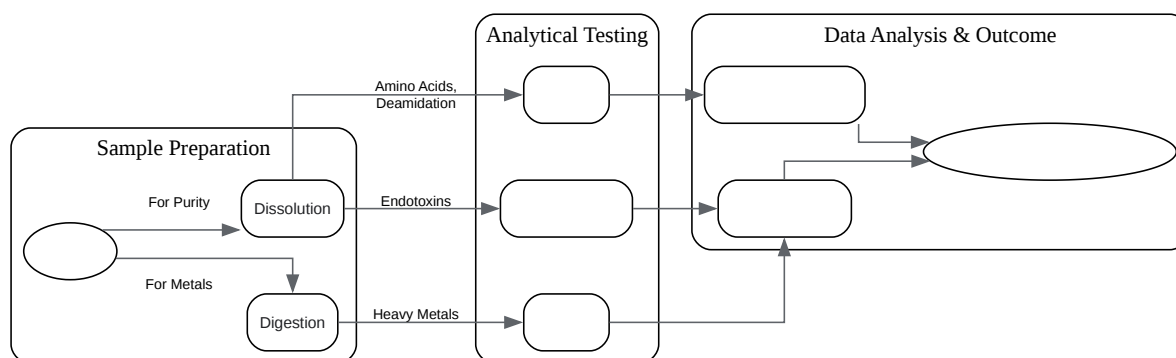 Analytical Testing
Data Analysis & Outcome
Amino Acids,
Deamidation
Sample Preparation
For Purity
Dissolution
Endotoxins
For Metals
Digestion
Heavy Metals